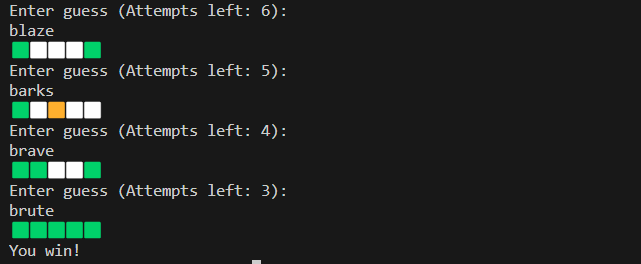 Enter guess (Attempts left: 6):
blaze
🟩⬜⬜⬜🟩
Enter guess (Attempts left: 5):
barks
🟩⬜🟧⬜⬜
Enter guess (Attempts left: 4):
brave
🟩🟩⬜⬜🟩
Enter guess (Attempts left: 3):
brute
🟩🟩🟩🟩🟩
You win!